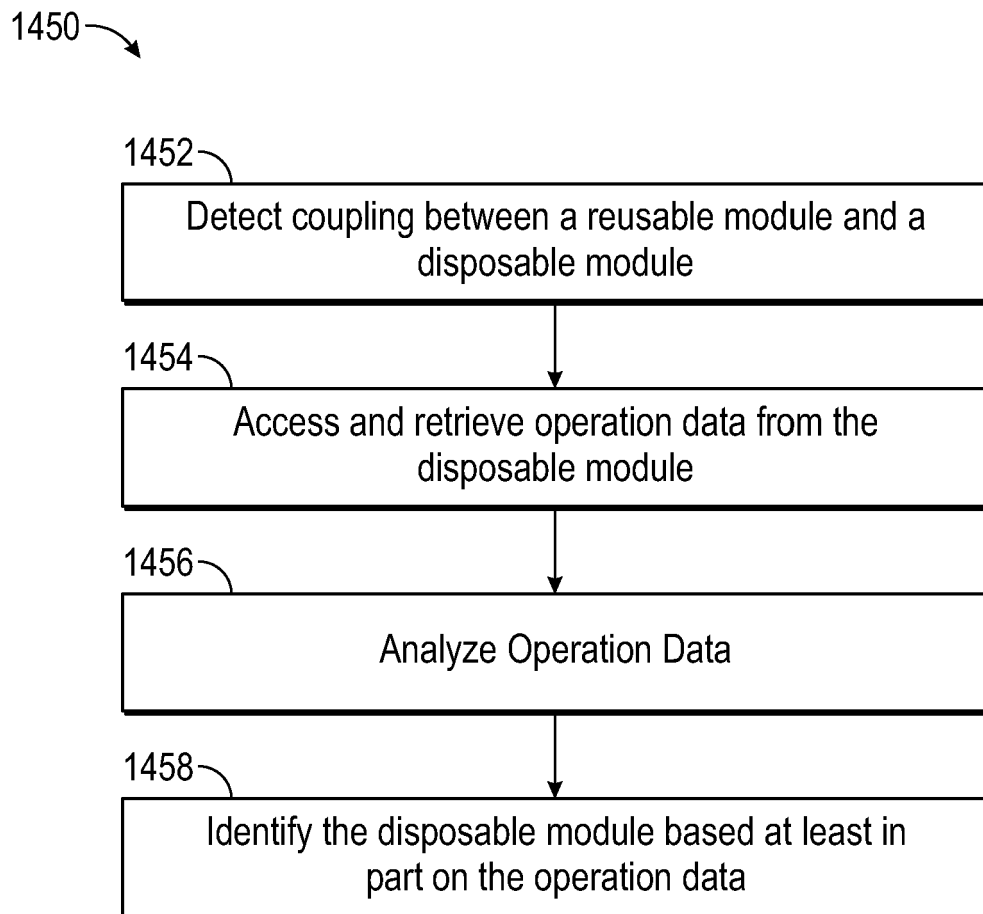 1450
1452
Detect coupling between a reusable module and a
disposable module
1454
Access and retrieve operation data from the
disposable module
1456
Analyze Operation Data
1458
Identify the disposable module based at least in
part on the operation data